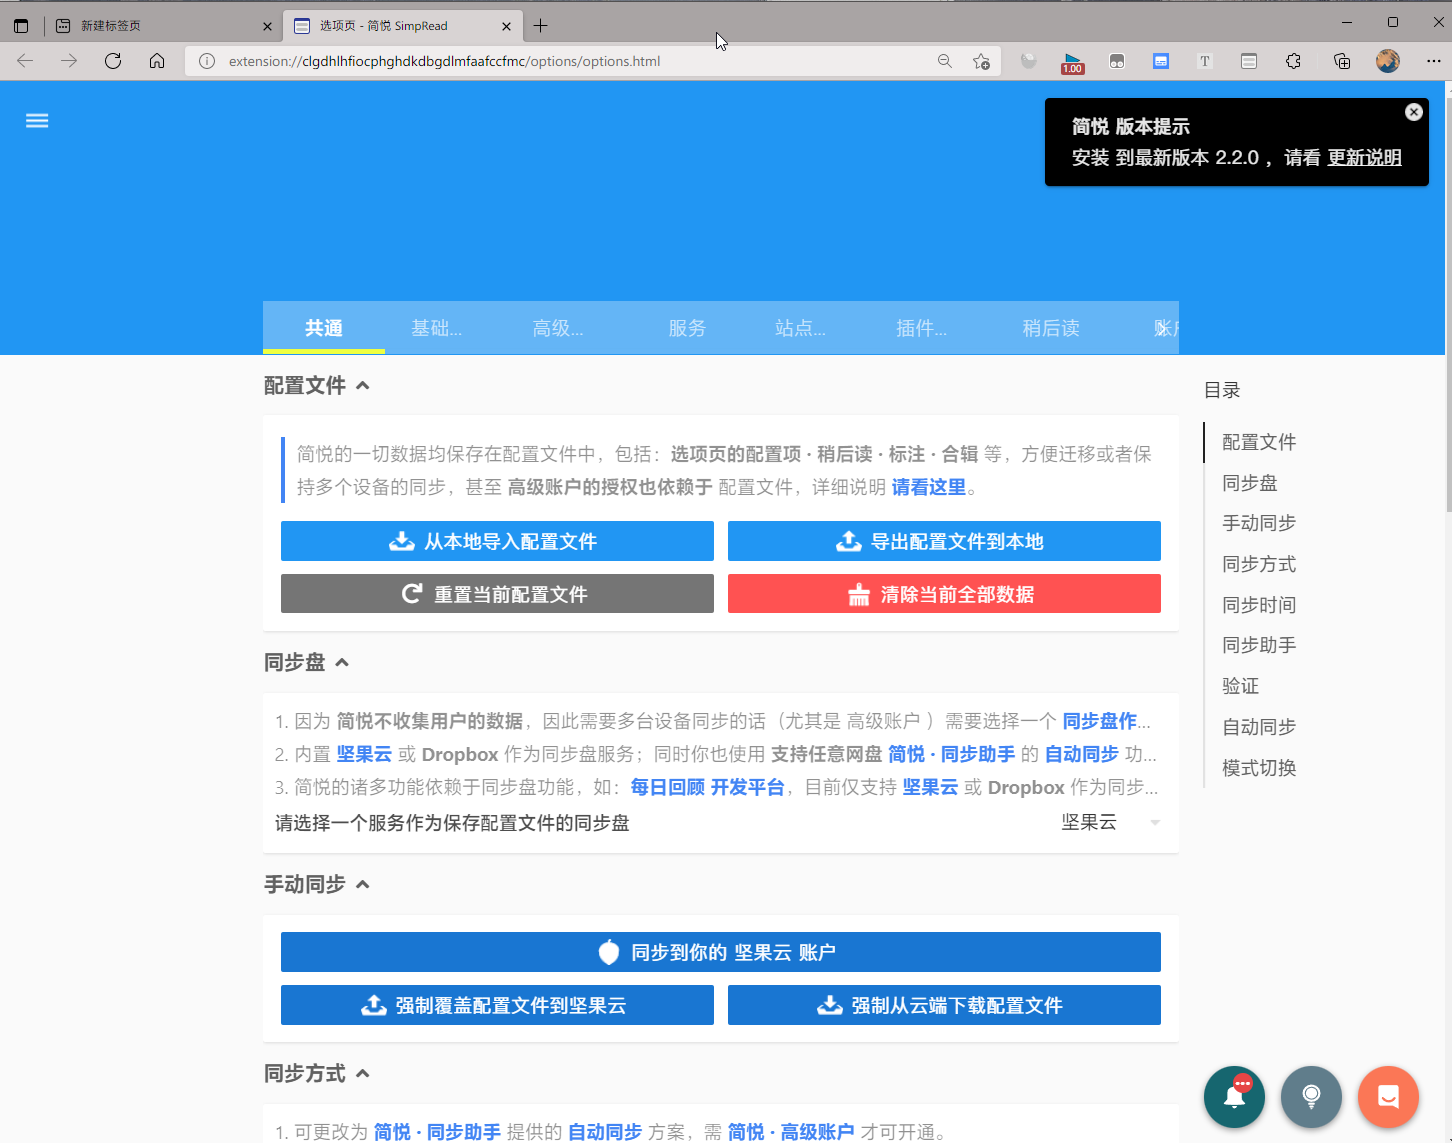 新建标签页
选项页 - 简悦 SimpRead
extension://clgdhlhfiocphghdkdbgdlmfaafccfmc/options/options.html
1.00
T
简悦 版本提示
安装 到最新版本 2.2.0 ，请看 更新说明
共通 基础... 高级... 服务 站点... 插件... 稍后读
配置文件
简悦的一切数据均保存在配置文件中，包括：选项页的配置项 · 稍后读 · 标注 · 合辑 等，方便迁移或者保
持多个设备的同步，甚至 高级账户的授权也依赖于 配置文件，详细说明 请看这里。
从本地导入配置文件
导出配置文件到本地
重置当前配置文件
清除当前全部数据
同步盘
1. 因为 简悦不收集用户的数据，因此需要多台设备同步的话（尤其是 高级账户 ）需要选择一个 同步盘作...
2. 内置 坚果云 或 Dropbox 作为同步盘服务；同时你也使用 支持任意网盘 简悦 · 同步助手 的 自动同步 功...
3. 简悦的诸多功能依赖于同步盘功能，如：每日回顾 开发平台，目前仅支持 坚果云 或 Dropbox 作为同步...
请选择一个服务作为保存配置文件的同步盘 坚果云
手动同步
同步到你的 坚果云 账户
强制覆盖配置文件到坚果云
强制从云端下载配置文件
同步方式
1. 可更改为 简悦 · 同步助手 提供的 自动同步 方案，需 简悦 · 高级账户 才可开通。
目录
配置文件
同步盘
手动同步
同步方式
同步时间
同步助手
验证
自动同步
模式切换